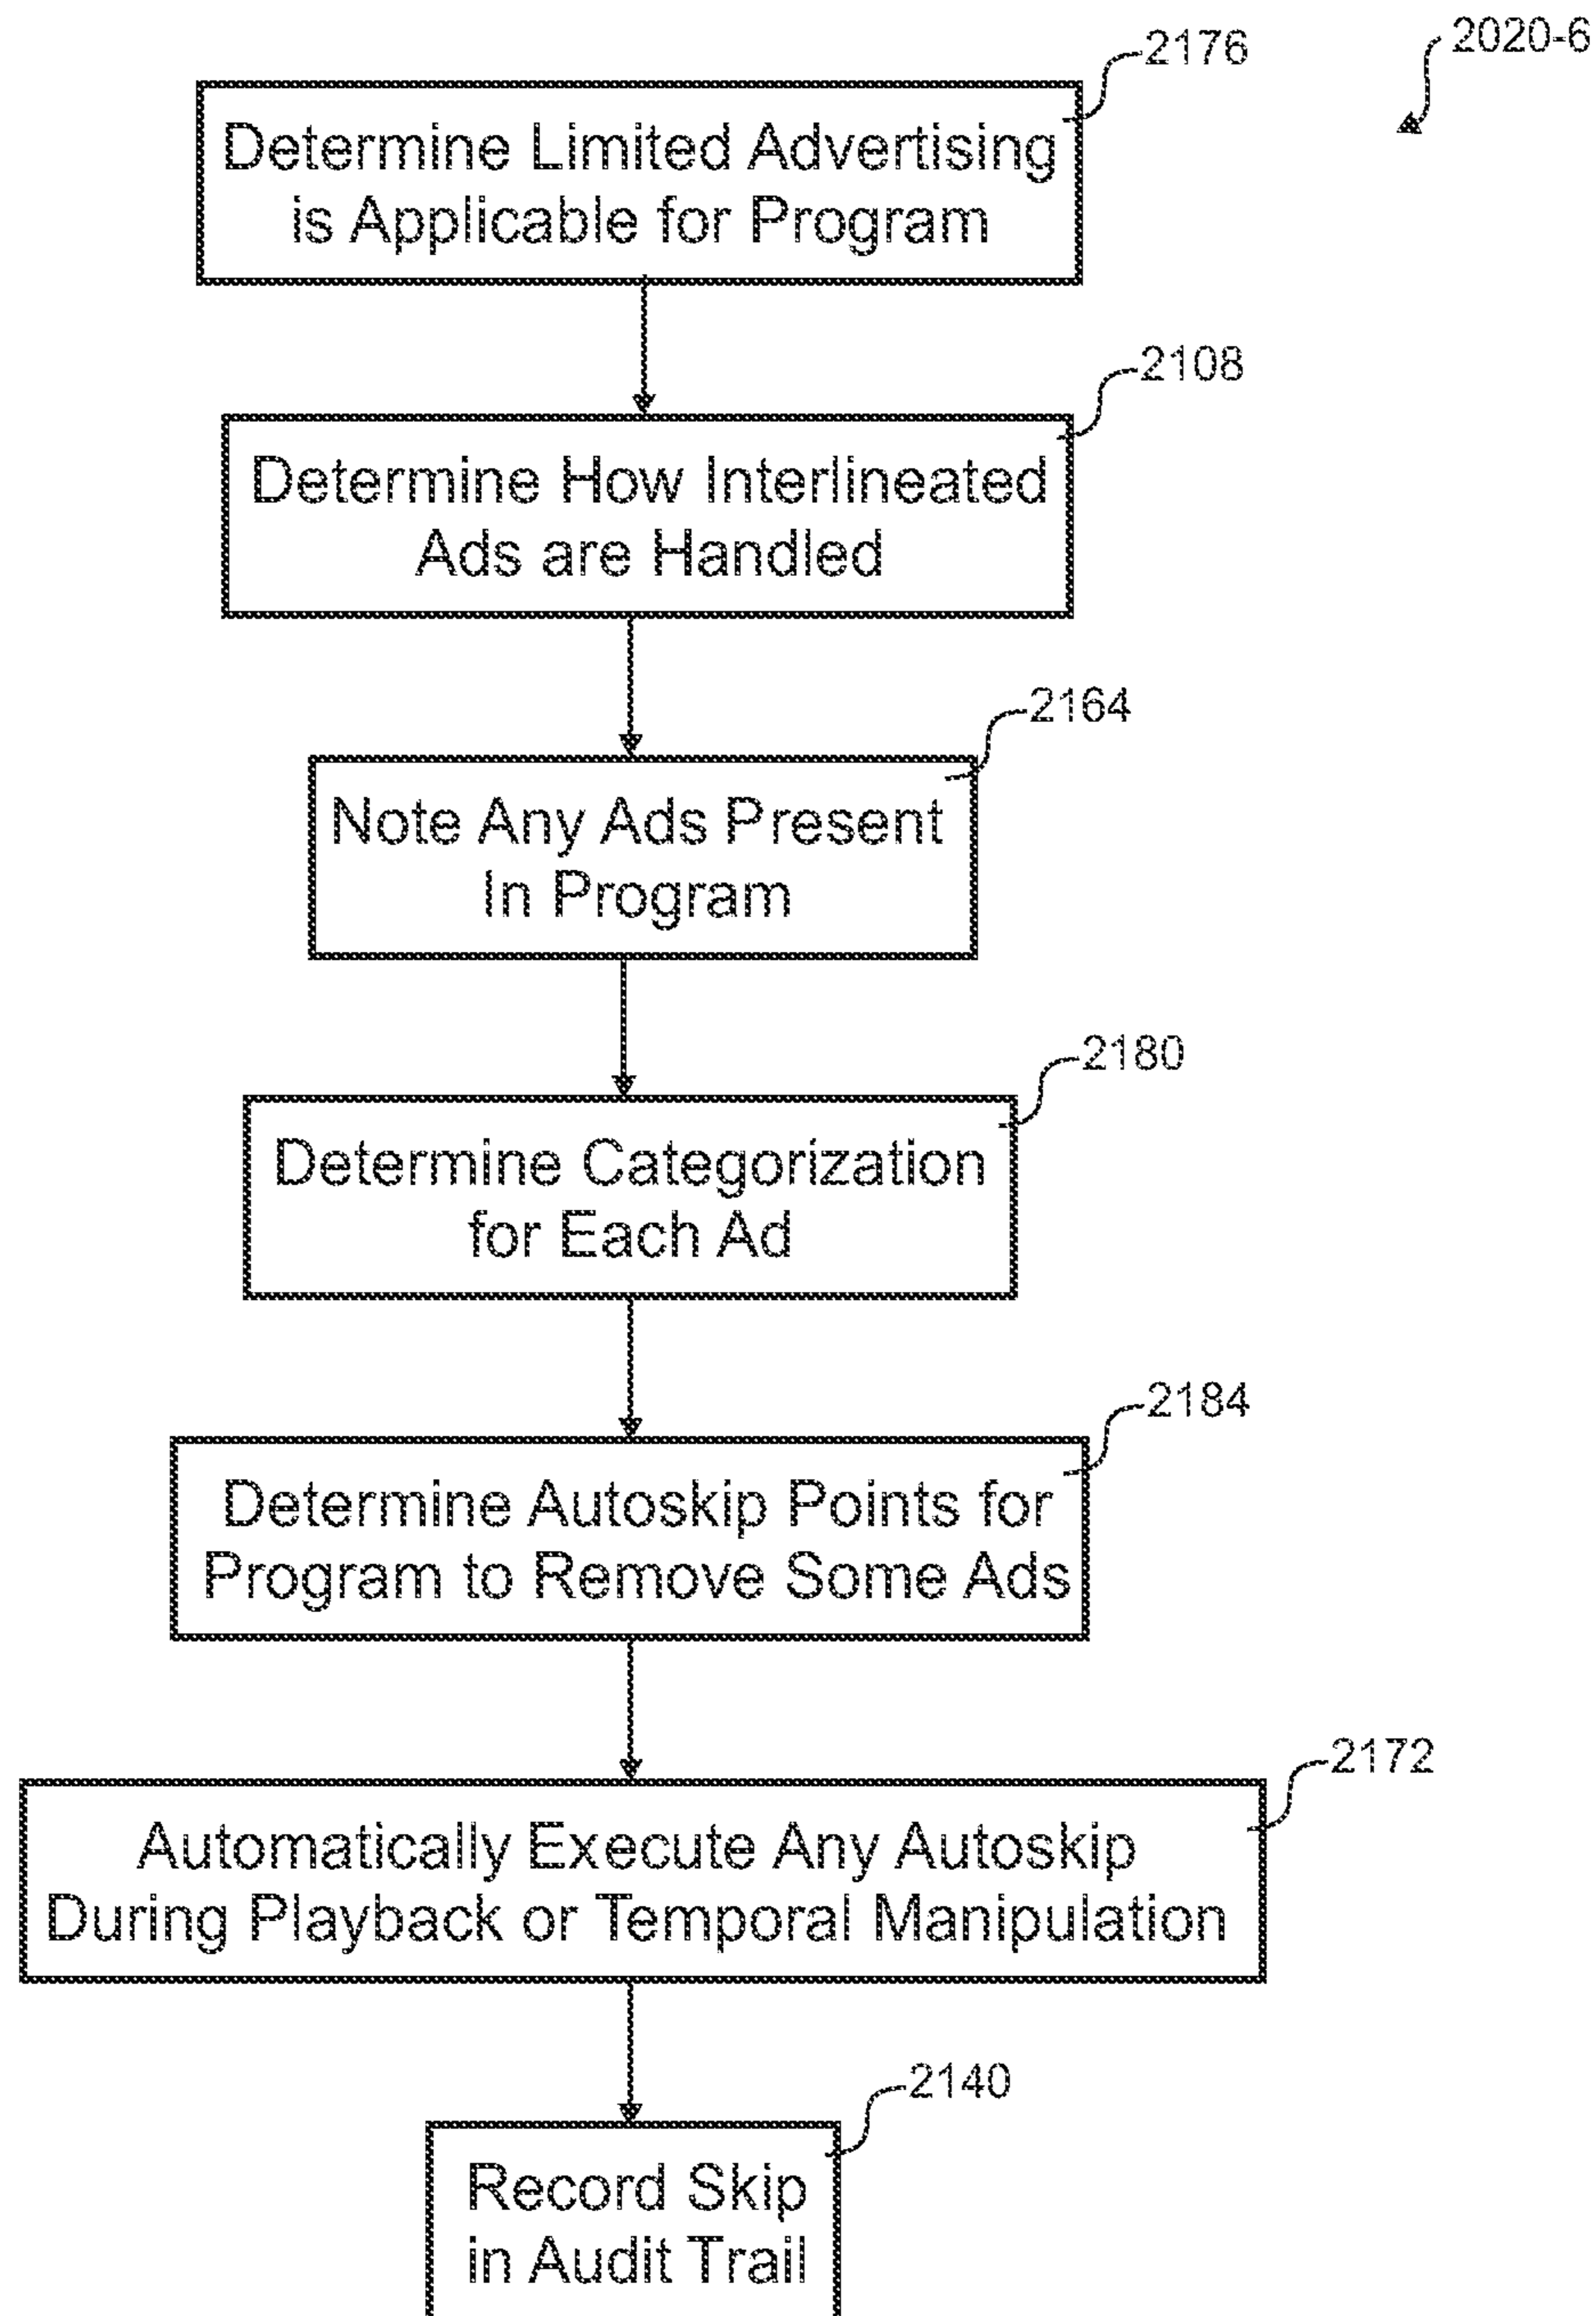 2020-6
2176
Determine Limited Advertising
is Applicable for Program
2108
Determine How Interlineated
Ads are Handled
2164
Note Any Ads Present
In Program
2180
Determine Categorization
for Each Ad
2184
Determine Autoskip Points for
Program to Remove Some Ads
2172
Automatically Execute Any Autoskip
During Playback or Temporal Manipulation
2140
Record Skip
in Audit Trail